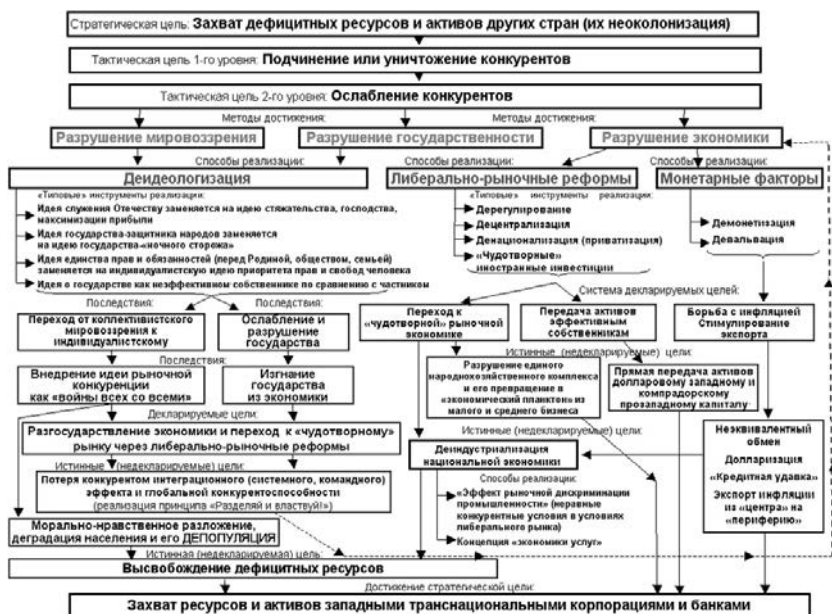 Стратегическая цель: Захват дефицитных ресурсов и активов других стран (их неоколонизация)
Тактическая цель 1-го уровня: Подчинение или уничтожение конкурентов
Тактическая цель 2-го уровня: Ослабление конкурентов
Методы достижения:
Методы достижения:
Разрушение мировоззрения
Разрушение государственности
Разрушение экономики
Способы реализации:
Деидеологизация
«Типовые» инструменты реализации:
Идея служения Отечеству заменяется на идею стяжательства, господства,
максимизации прибыли
Идея государства-защитника народов заменяется
на идею государства «ночного сторожа»
Идея единства прав и обязанностей (перед Родиной, обществом, семьей)
заменяется на индивидуалистскую идею приоритета прав и свобод человека
Идея о государстве как неэффективном собственнике по сравнению с частником
Способы реализации:
Либерально-рыночные реформы
«Типовые» инструменты реализации:
Дерегулирование
Децентрализация
Денационализация (приватизация)
«Чудотворные»
иностранные инвестиции
Способы реализации:
Монетарные факторы
Демонетизация
Девальвация
Последствия:
Последствия:
Переход от коллективистского
мировоззрения к
индивидуалистскому
Ослабление и
разрушение
государства
Последствия:
Внедрение идеи рыночной
конкуренции
как «войны всех со всеми»
Изгнание
государства
из экономики
Декларируемые цели:
Разгосударствление экономики и переход к «чудотворному»
рынку через либерально-рыночные реформы
Истинные (недекларируемые) цели:
Потеря конкурентом интеграционного (системного, командного)
эффекта и глобальной конкурентоспособности
(реализация принципа «Разделяй и властвуй!»)
Морально-нравственное разложение,
деградация населения и его ДЕПОПУЛЯЦИЯ
Система декларируемых целей:
Переход к
«чудотворной» рыночной
экономике
Передача активов
эффективным
собственникам
Борьба с инфляцией
Стимулирование
экспорта
Истинные (недекларируемые) цели:
Разрушение единого
народнохозяйственного комплекса
и его превращение в
«экономический планктон» из
малого и среднего бизнеса
Прямая передача активов
долларовому западному и
компрадорскому
прозападному капиталу
Истинные (недекларируемые) цели:
Деиндустриализация
национальной экономики
Способы реализации:
«Эффект рыночной дискриминации
промышленности» (неравные
конкурентные условия в условиях
либерального рынка)
Концепция «экономики услуг»
Неэквивалентный
обмен
Долларизация
«Кредитная удавка»
Экспорт инфляции
из «центра» на
«периферию»
Истинная (недекларируемая) цель:
Высвобождение дефицитных ресурсов
Достижение стратегической цели:
Захват ресурсов и активов западными транснациональными корпорациями и банками